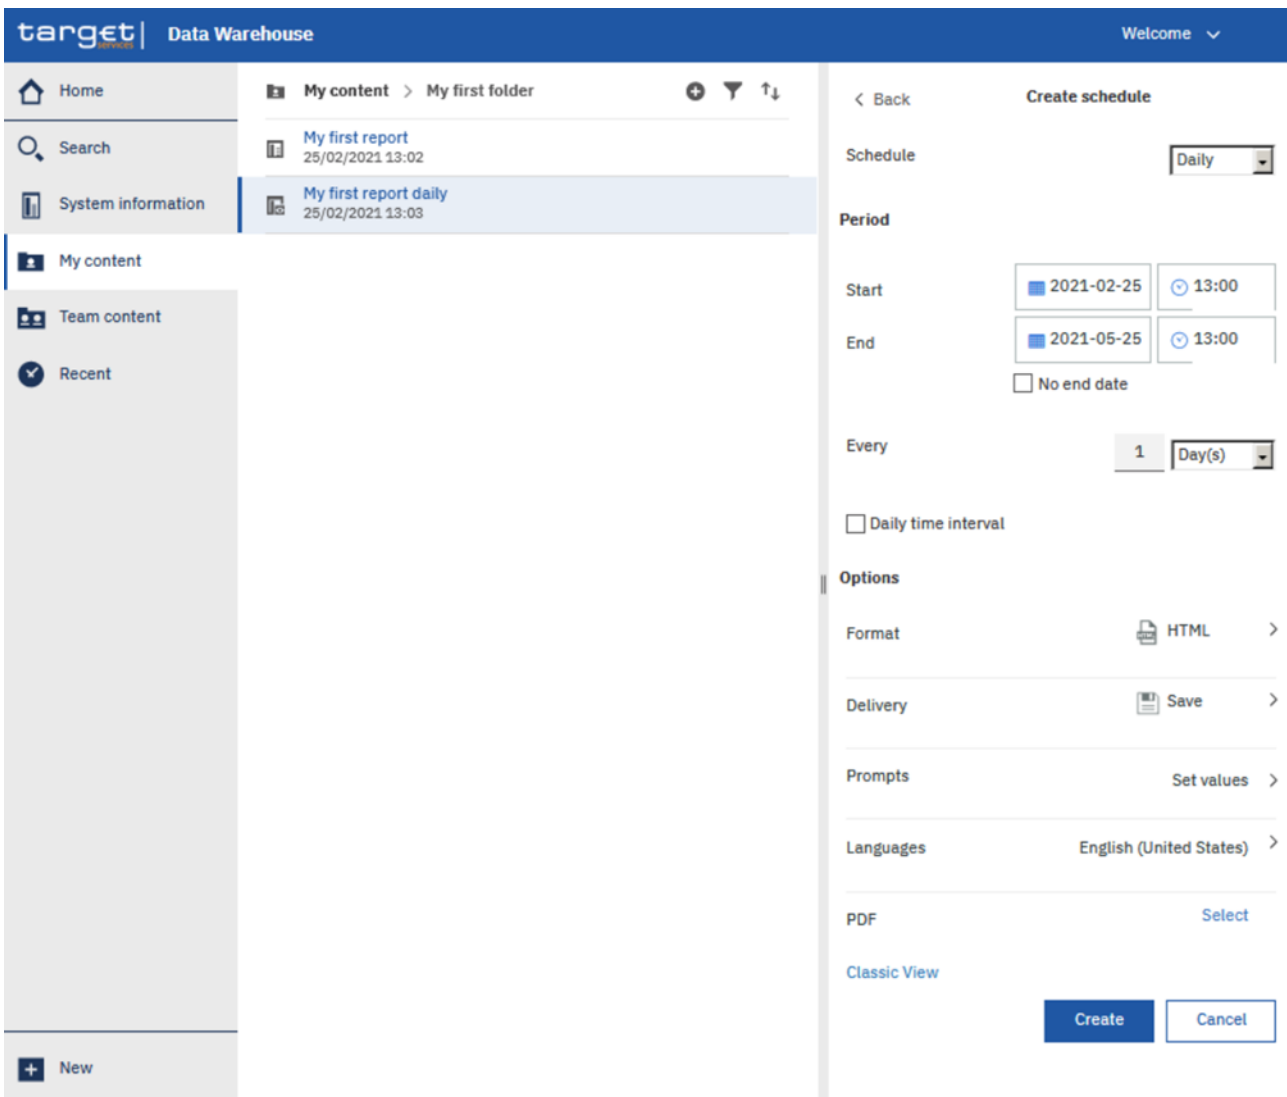 target| Data Warehouse Welcome
services
Home
Search
System information
My content
Team content
Recent
New
My content > My first folder
My first report
25/02/2021 13:02
My first report daily
25/02/2021 13:03
< Back Create schedule
Schedule Daily
Period
Start 2021-02-25 13:00
End 2021-05-25 13:00
No end date
Every 1 Day(s)
Daily time interval
Options
Format HTML >
Delivery Save >
Prompts Set values >
Languages English (United States) >
PDF Select
Classic View
Create Cancel